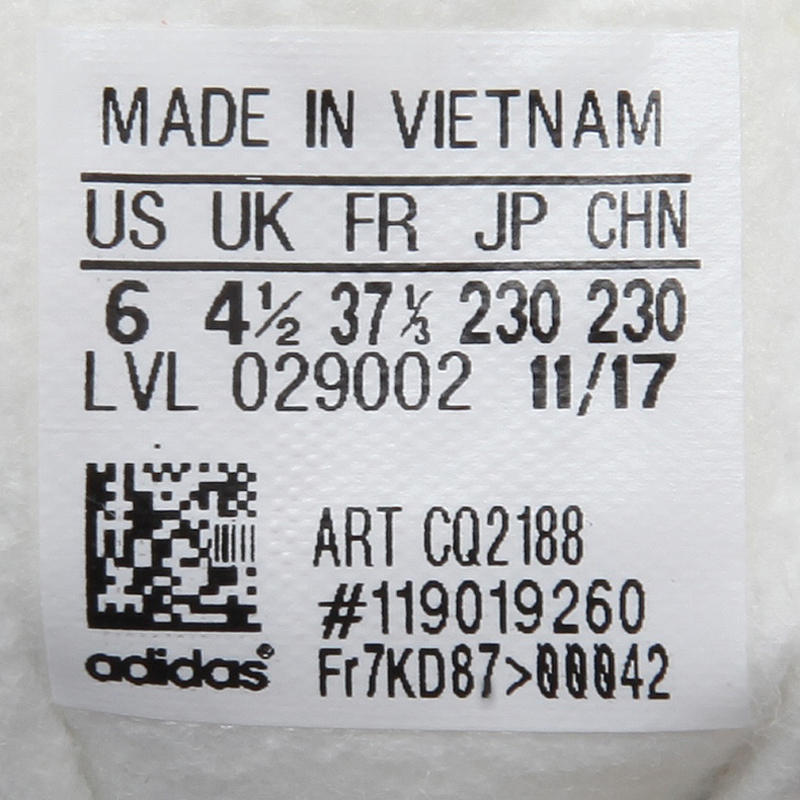 MADE IN VIETNAM
US UK FR JP CHN
6 4½ 37⅓ 230 230
LVL 029002 11/17
ART CQ2188
#119019260
adidas® Fr7KD87>00042